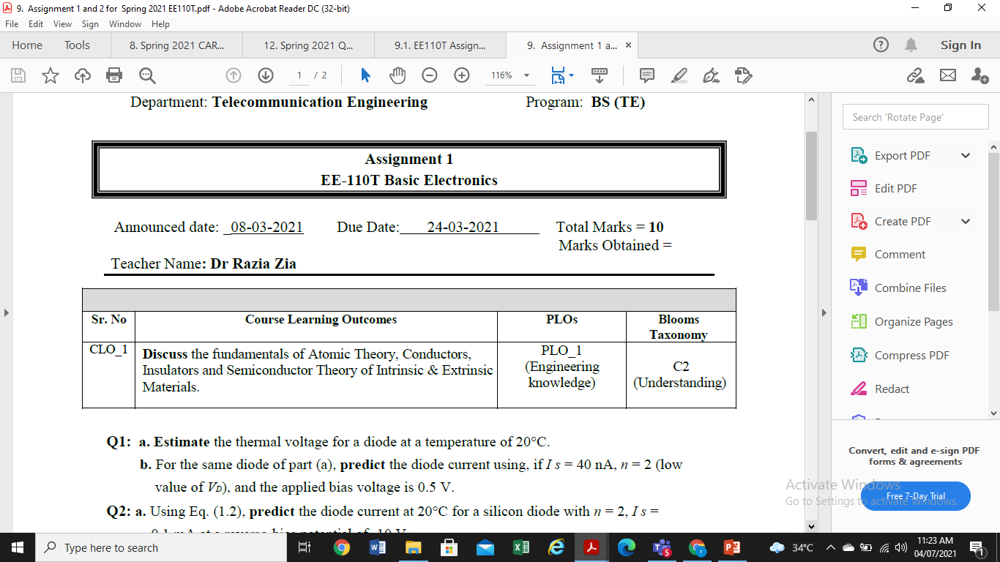 9. Assignment 1 and 2 for Spring 2021 EE110T.pdf - Adobe Acrobat Reader DC (32-bit)
File Edit View Sign Window Help
Home Tools 8. Spring 2021 CAR... 12. Spring 2021 Q... 9.1. EE110T Assign... 9. Assignment 1 a... × Sign In
1 / 2 116%
Department: Telecommunication Engineering Program: BS (TE)
Assignment 1
EE-110T Basic Electronics
Announced date: _08-03-2021 Due Date:____24-03-2021______ Total Marks = 10
Marks Obtained =
Teacher Name: Dr Razia Zia
Sr. No Course Learning Outcomes PLOs Blooms Taxonomy
CLO_1 Discuss the fundamentals of Atomic Theory, Conductors,
Insulators and Semiconductor Theory of Intrinsic & Extrinsic
Materials.
PLO_1
(Engineering
knowledge)
C2
(Understanding)
Q1: a. Estimate the thermal voltage for a diode at a temperature of 20°C.
b. For the same diode of part (a), predict the diode current using, if I s = 40 nA, n = 2 (low
value of VD), and the applied bias voltage is 0.5 V.
Q2: a. Using Eq. (1.2), predict the diode current at 20°C for a silicon diode with n = 2, I s =
Search 'Rotate Page'
Export PDF
Edit PDF
Create PDF
Comment
Combine Files
Organize Pages
Compress PDF
Redact
Convert, edit and e-sign PDF
forms & agreements
Free 7-Day Trial
Activate Windows
Go to Settings to activate Windows.
Type here to search
34°C
11:23 AM
04/07/2021